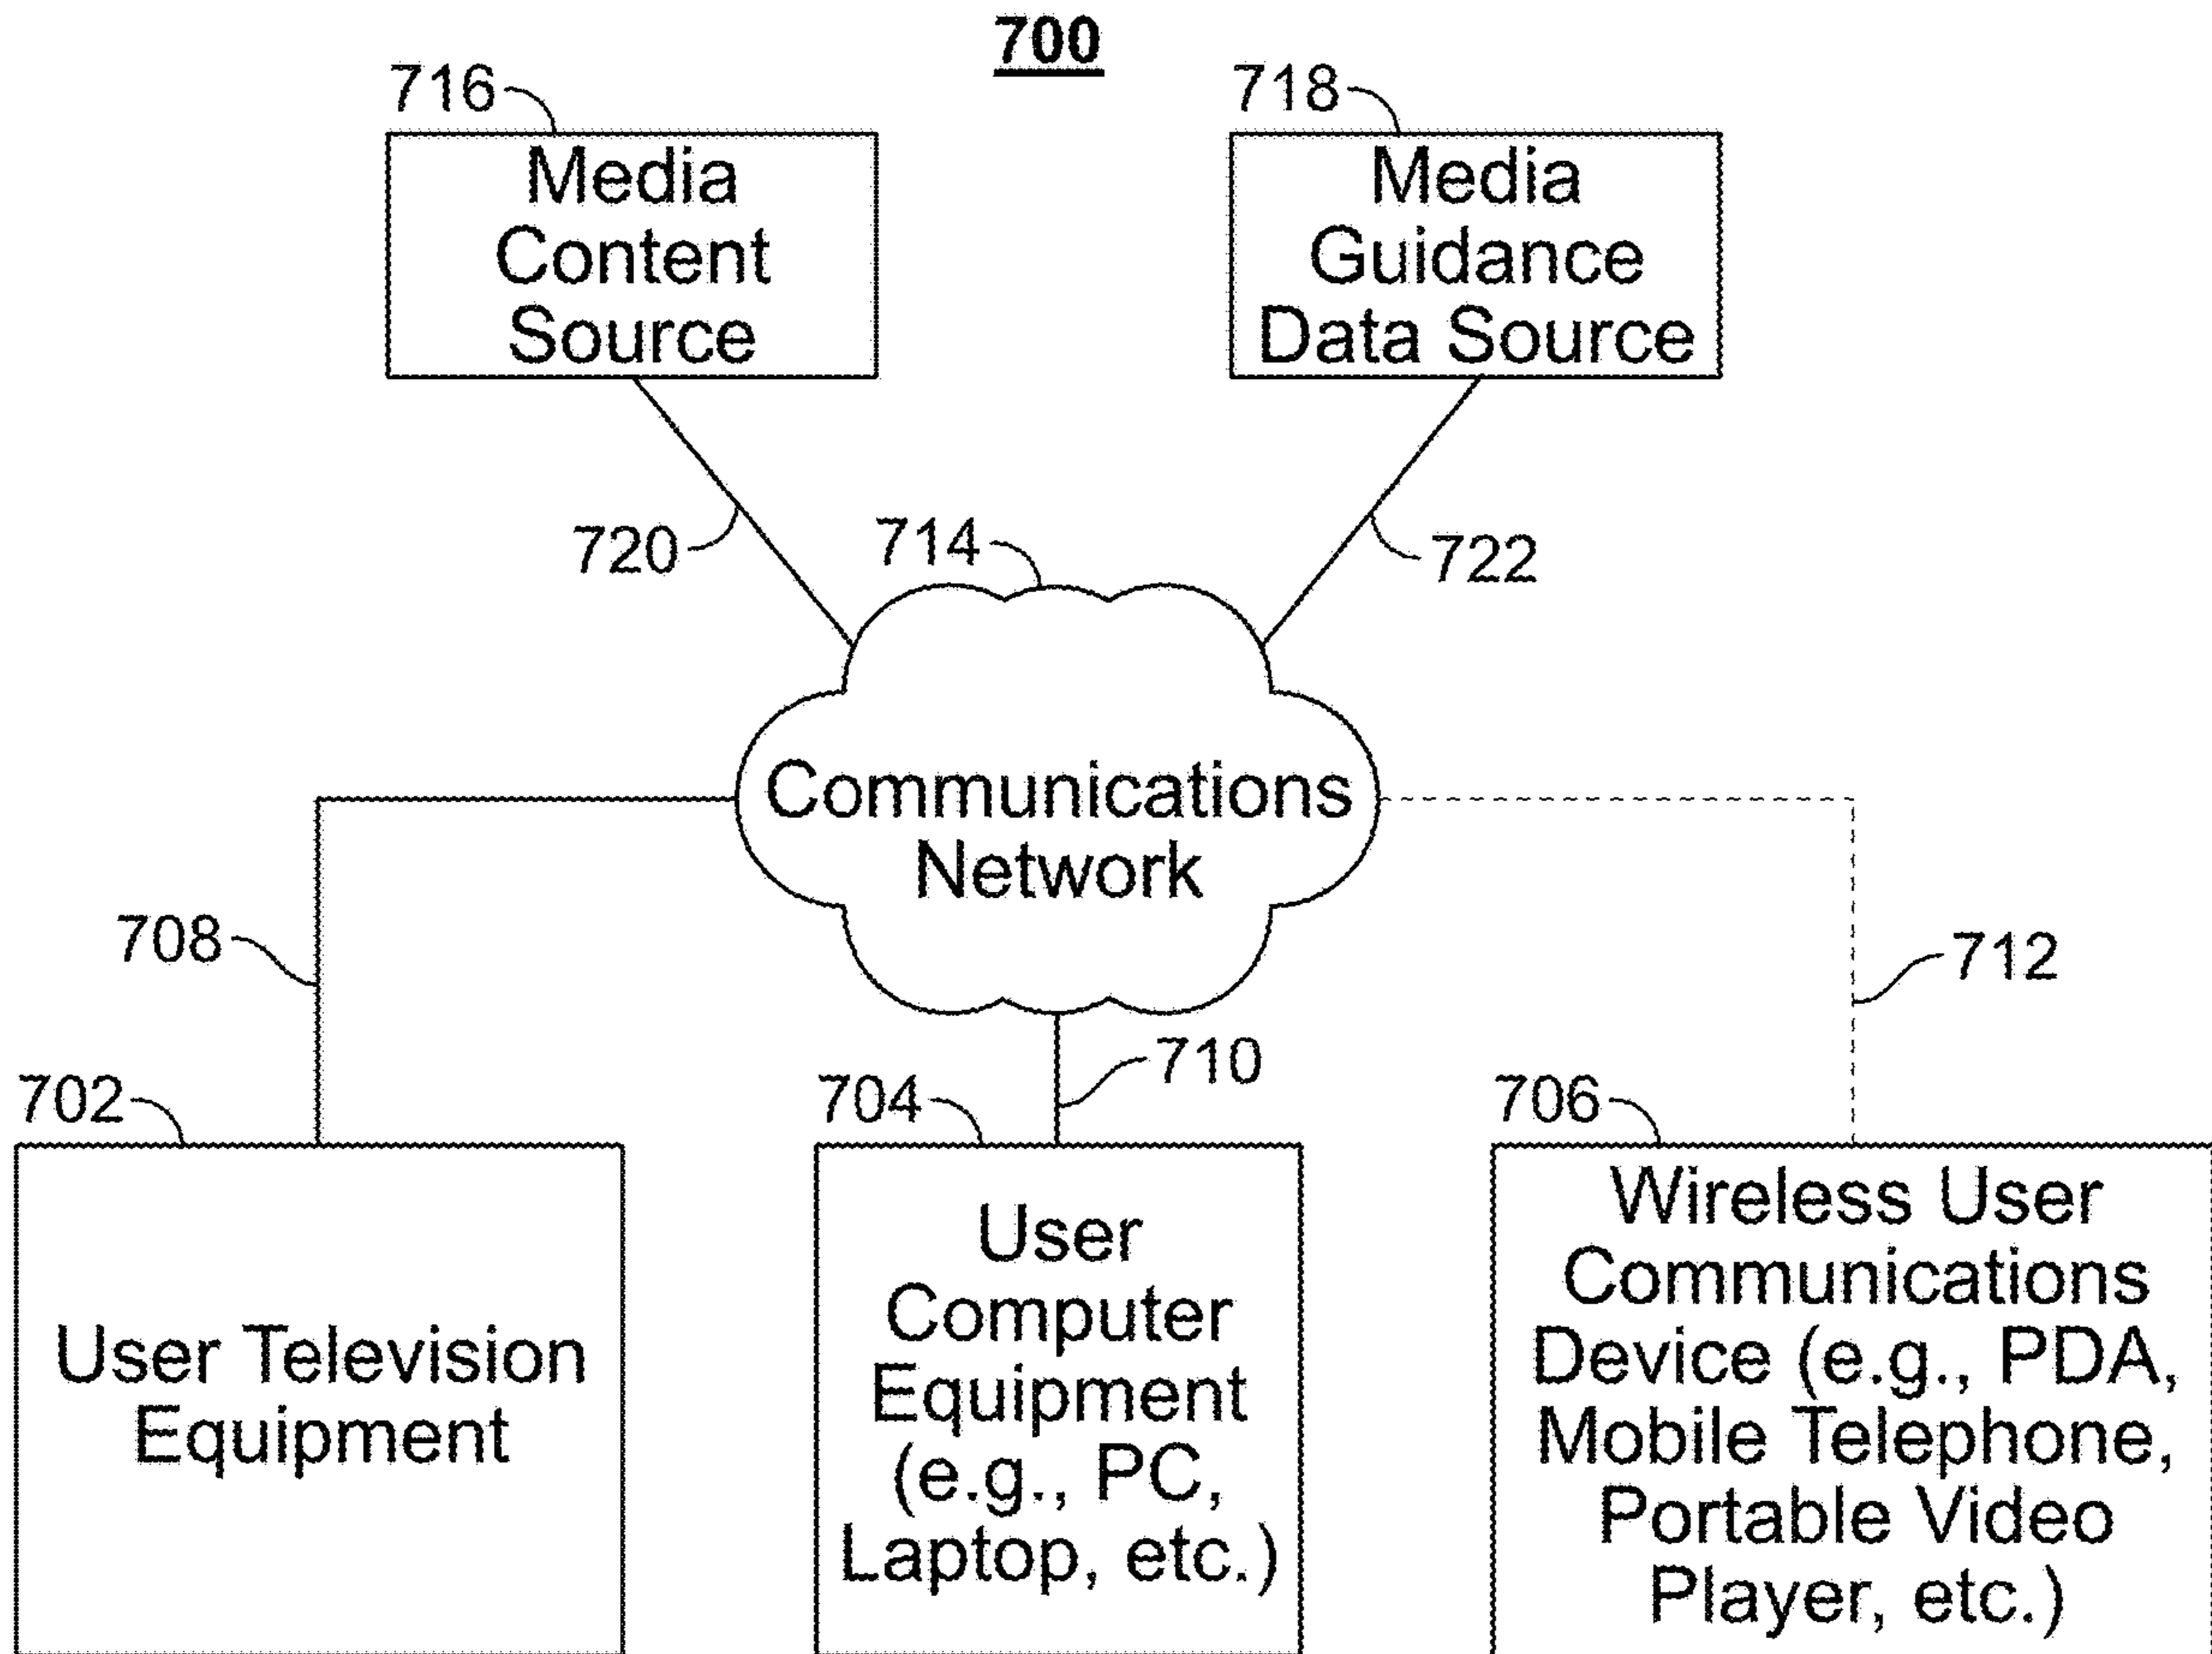 700
716
718
Media
Content
Source
Media
Guidance
Data Source
720
714
722
Communications
Network
708
712
710
702
704
706
User Television
Equipment
User
Computer
Equipment
(e.g., PC,
Laptop, etc.)
Wireless User
Communications
Device (e.g., PDA,
Mobile Telephone,
Portable Video
Player, etc.)